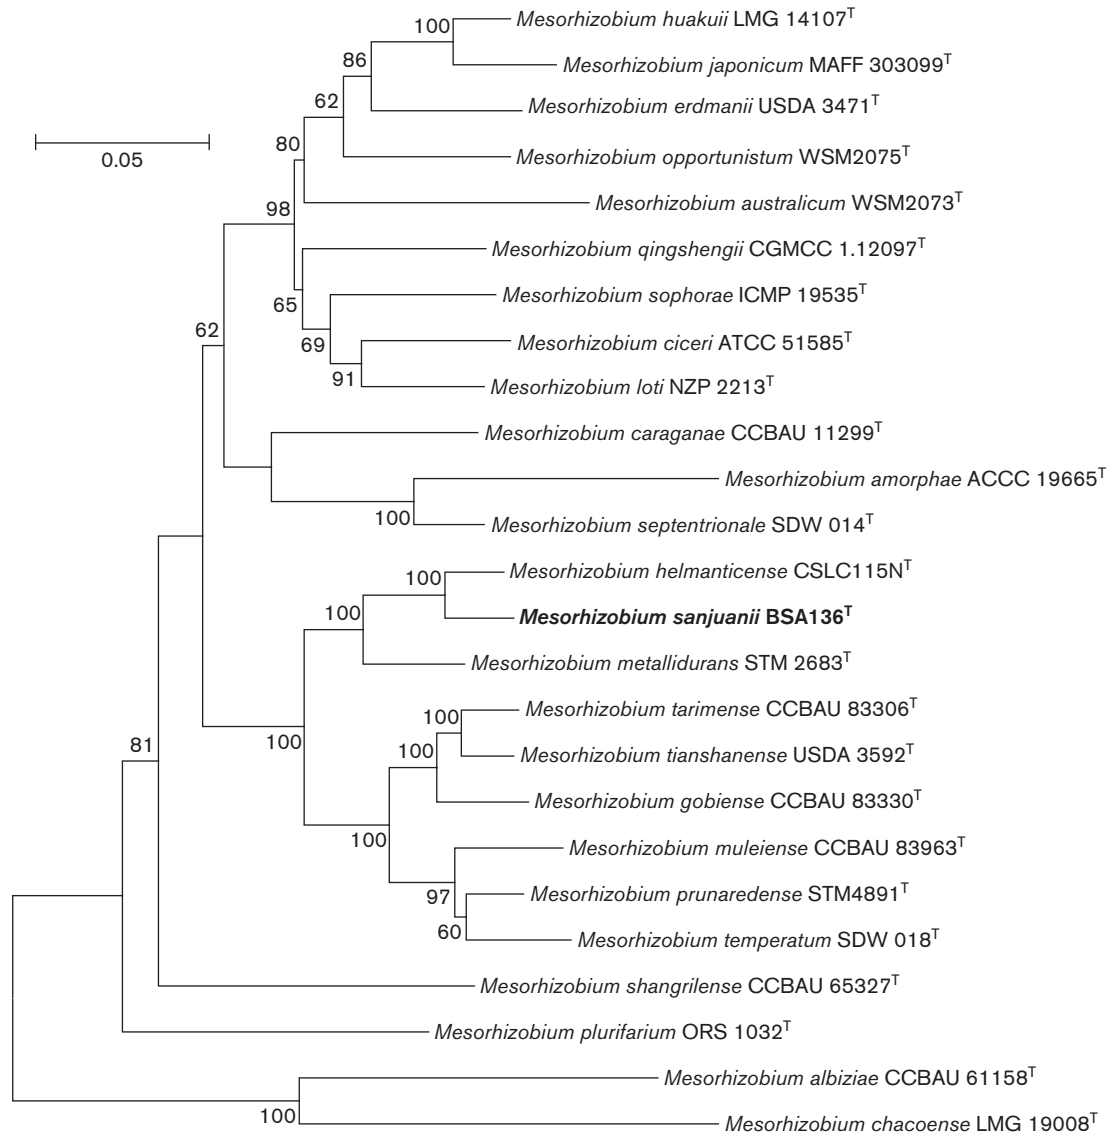 Mesorhizobium huakuii LMG 14107ᵀ
100
Mesorhizobium japonicum MAFF 303099ᵀ
86
Mesorhizobium erdmanii USDA 3471ᵀ
62
0.05
80
Mesorhizobium opportunistum WSM2075ᵀ
Mesorhizobium australicum WSM2073ᵀ
98
Mesorhizobium qingshengii CGMCC 1.12097ᵀ
65
Mesorhizobium sophorae ICMP 19535ᵀ
62
69
Mesorhizobium ciceri ATCC 51585ᵀ
91
Mesorhizobium loti NZP 2213ᵀ
Mesorhizobium caraganae CCBAU 11299ᵀ
Mesorhizobium amorphae ACCC 19665ᵀ
100
Mesorhizobium septentrionale SDW 014ᵀ
100
Mesorhizobium helmanticense CSLC115Nᵀ
100
Mesorhizobium sanjuanii BSA136ᵀ
Mesorhizobium metallidurans STM 2683ᵀ
100
Mesorhizobium tarimense CCBAU 83306ᵀ
81
100
100
Mesorhizobium tianshanense USDA 3592ᵀ
Mesorhizobium gobiense CCBAU 83330ᵀ
100
Mesorhizobium muleiense CCBAU 83963ᵀ
97
Mesorhizobium prunaredense STM4891ᵀ
60
Mesorhizobium temperatum SDW 018ᵀ
Mesorhizobium shangrilense CCBAU 65327ᵀ
Mesorhizobium plurifarium ORS 1032ᵀ
Mesorhizobium albiziae CCBAU 61158ᵀ
100
Mesorhizobium chacoense LMG 19008ᵀ